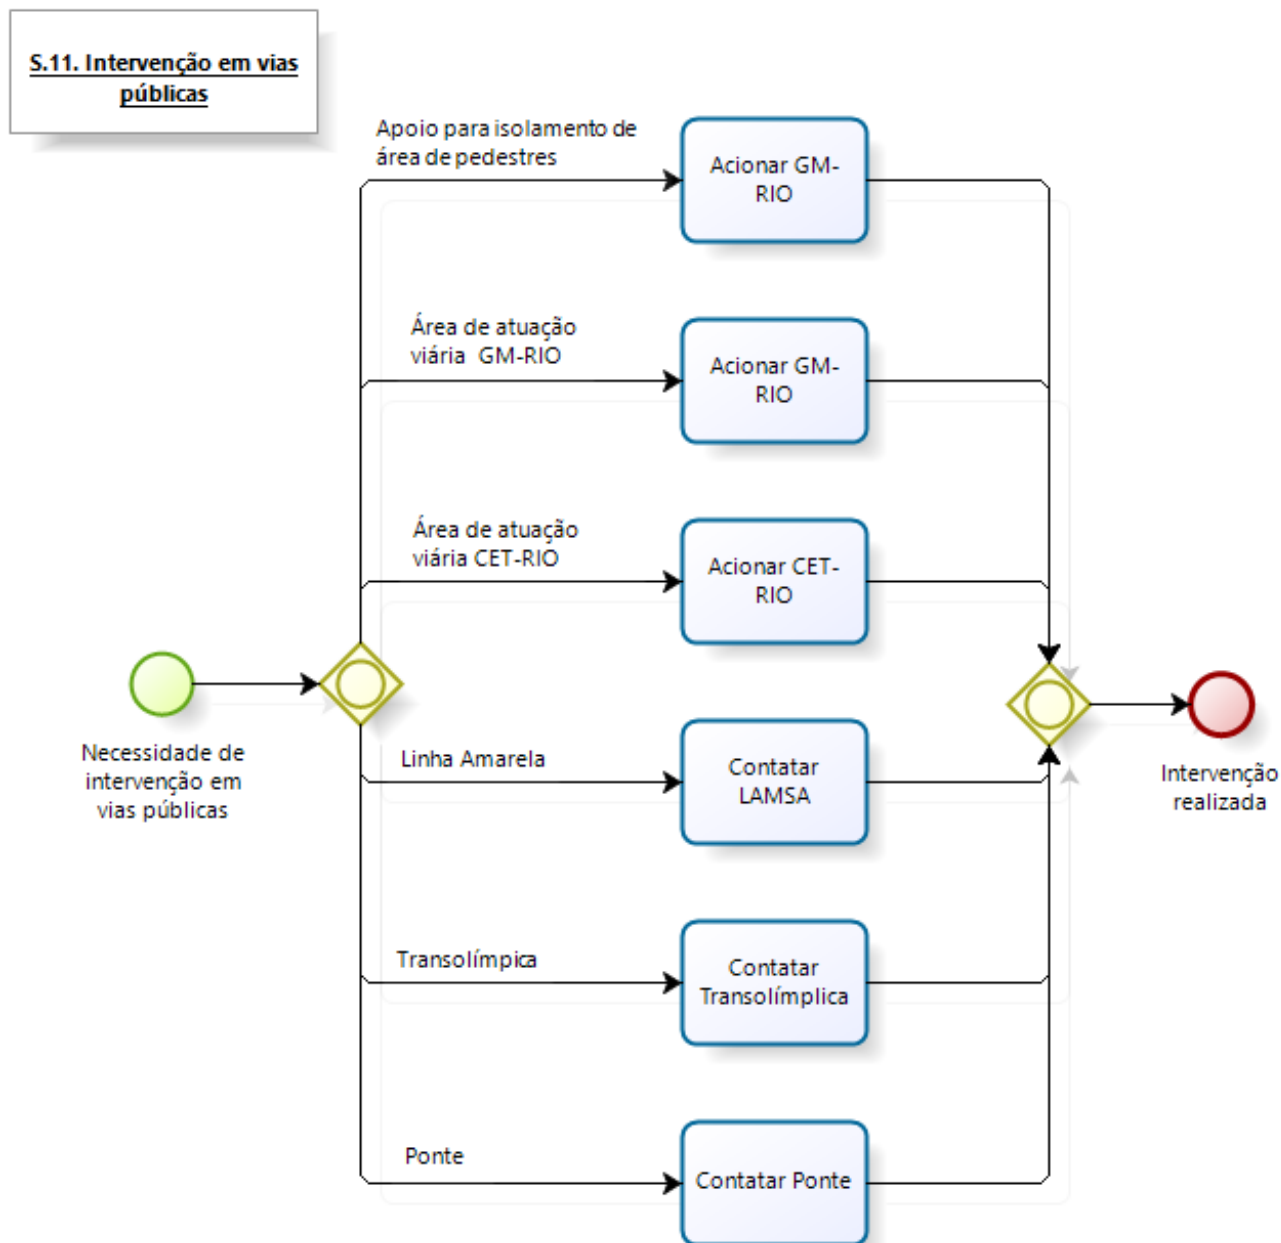 S.11. Intervenção em vias
públicas
Apoio para isolamento de
área de pedestres
Acionar GM-
RIO
Área de atuação
viária  GM-RIO
Acionar GM-
RIO
Área de atuação
viária CET-RIO
Acionar CET-
RIO
Necessidade de
intervenção em
vias públicas
Linha Amarela
Contatar
LAMSA
Intervenção
realizada
Transolímpica
Contatar
Transolímplica
Ponte
Contatar Ponte